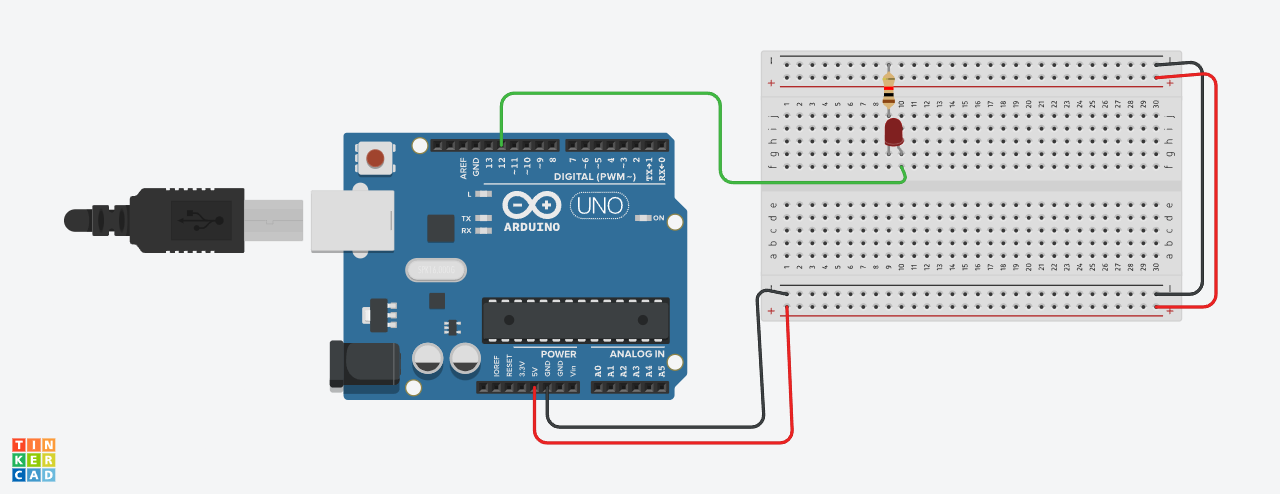 1 2 3 4 5 6 7 8 9 10 11 12 13 14 15 16 17 18 19 20 21 22 23 24 25 26 27 28 29 30
j j
i i
h h
g g
f f
AREF GND 13 12 ~11 ~10 ~9 8 7 ~6 ~5 4 ~3 2 TX→1 RX←0
DIGITAL (PWM~)
L
TX
RX
ARDUINO
UNO
ON
e e
d d
c c
b b
a a
1 2 3 4 5 6 7 8 9 10 11 12 13 14 15 16 17 18 19 20 21 22 23 24 25 26 27 28 29 30
POWER ANALOG IN
IOREF RESET 3.3V 5V GND GND Vin A0 A1 A2 A3 A4 A5
TIN
KER
CAD